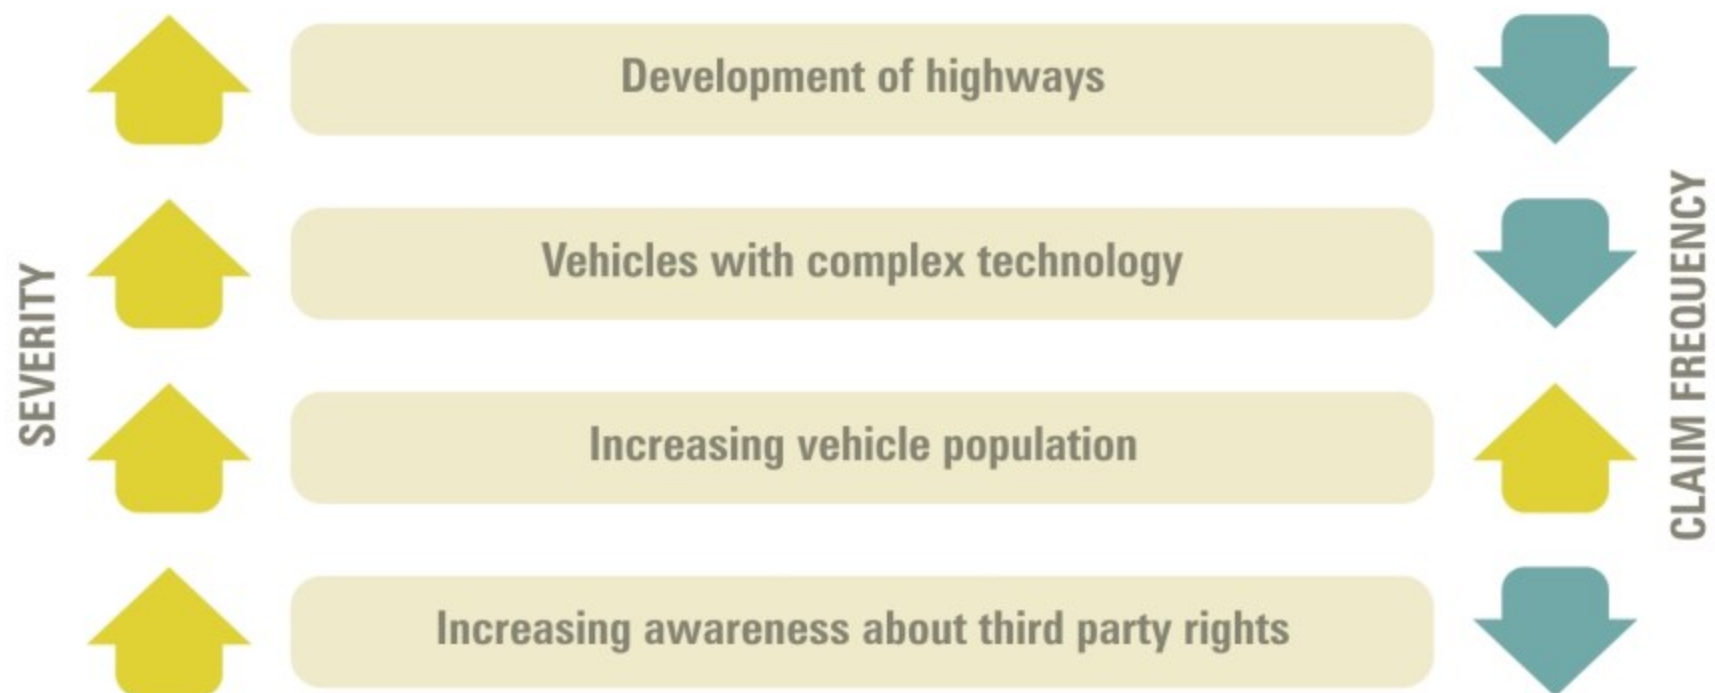 Development of highways
Vehicles with complex technology
SEVERITY
Increasing vehicle population
CLAIM FREQUENCY
Increasing awareness about third party rights